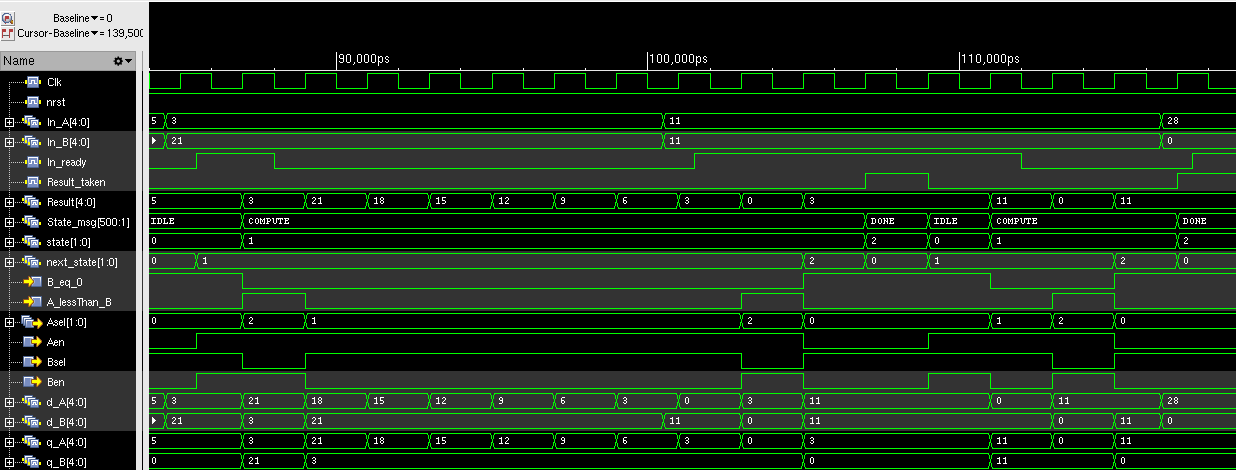 Baseline▼= 0
Cursor-Baseline▼= 139,500
90,000ps 100,000ps 110,000ps
Name
Clk
nrst
In_A[4:0] 5 3 11 28
In_B[4:0] 21 11 0
In_ready
Result_taken
Result[4:0] 5 3 21 18 15 12 9 6 3 0 3 11 0 11
State_msg[500:1] IDLE COMPUTE DONE IDLE COMPUTE DONE
state[1:0] 0 1 2 0 1 2
next_state[1:0] 0 1 2 0 1 2 0
B_eq_0
A_lessThan_B
Asel[1:0] 0 2 1 2 0 1 2 0
Aen
Bsel
Ben
d_A[4:0] 5 3 21 18 15 12 9 6 3 0 3 11 0 11 28
d_B[4:0] 21 3 21 11 0 11 0 11 0
q_A[4:0] 5 3 21 18 15 12 9 6 3 0 3 11 0 11
q_B[4:0] 0 21 3 0 11 0